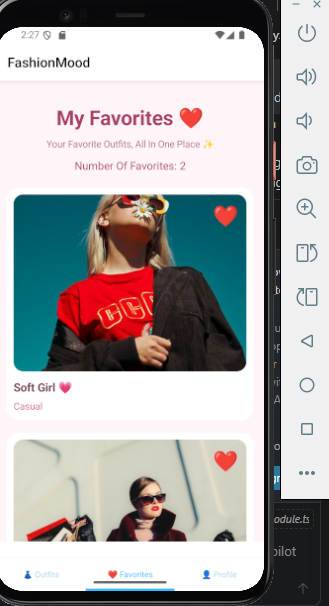 2:27
FashionMood
My Favorites ❤️
Your Favorite Outfits, All In One Place ✨
Number Of Favorites: 2
Soft Girl 💗
Casual
👗 Outfits
❤️ Favorites
👤 Profile
odule.ts
pilot